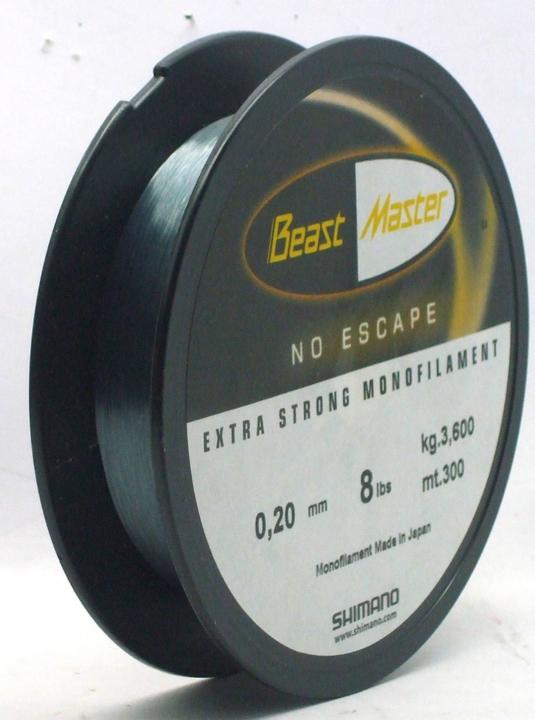 Beast Master
NO ESCAPE
EXTRA STRONG MONOFILAMENT
0,20 mm 8 lbs kg.3,600
mt.300
Monofilament Made in Japan
SHIMANO
www.shimano.com